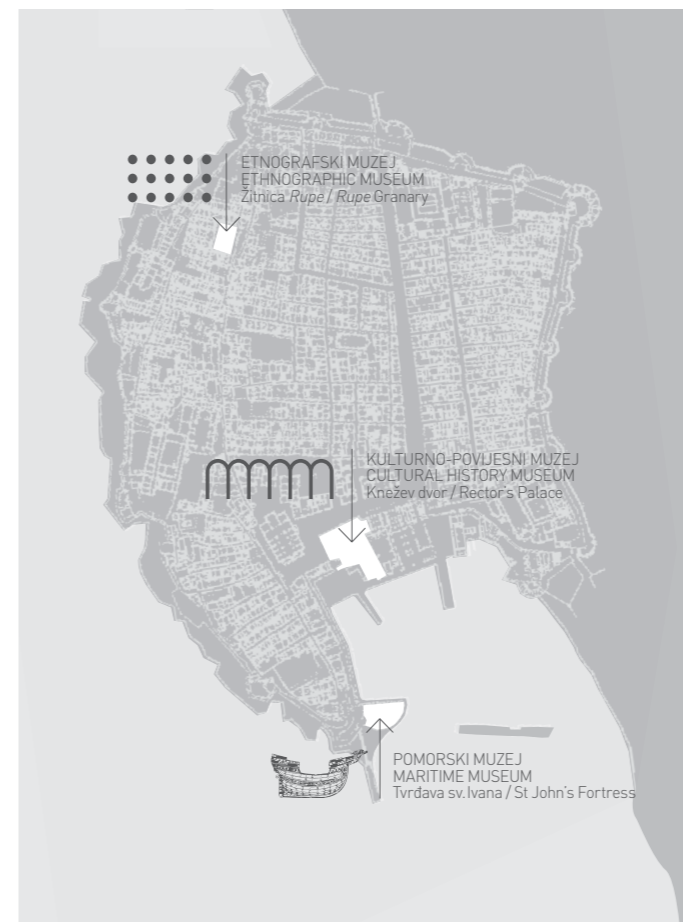 ETNOGRAFSKI MUZEJ
ETHNOGRAPHIC MUSEUM
Žitnica Rupe / Rupe Granary
KULTURNO-POVIJESNI MUZEJ
CULTURAL HISTORY MUSEUM
Knežev dvor / Rector's Palace
POMORSKI MUZEJ
MARITIME MUSEUM
Tvrđava sv. Ivana / St John's Fortress